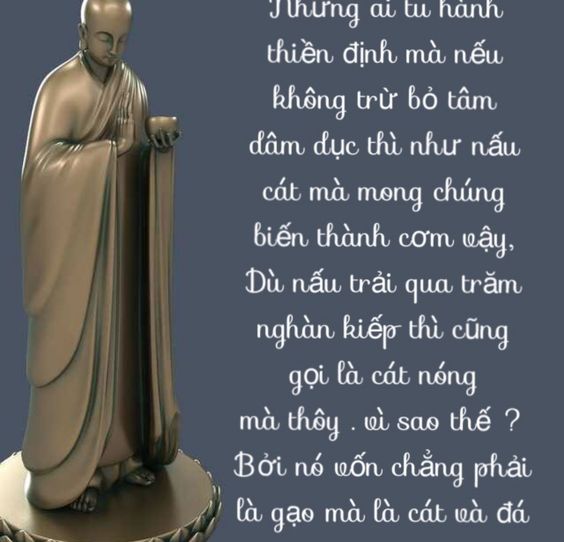 Những ai tu hành
thiền định mà nếu
không trừ bỏ tâm
dâm dục thì như nấu
cát mà mong chúng
biến thành cơm vậy,
Dù nấu trải qua trăm
nghàn kiếp thì cũng
gọi là cát nóng
mà thôy . vì sao thế ?
Bởi nó vốn chẳng phải
là gạo mà là cát và đá